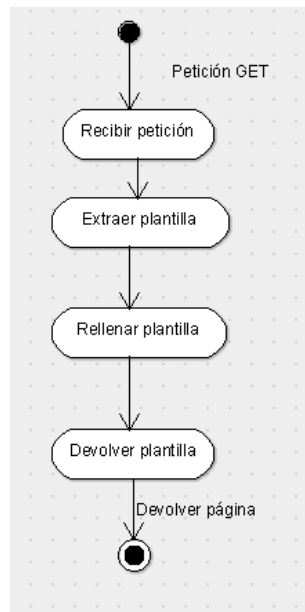 Petición GET
Recibir petición
Extraer plantilla
Rellenar plantilla
Devolver plantilla
Devolver página